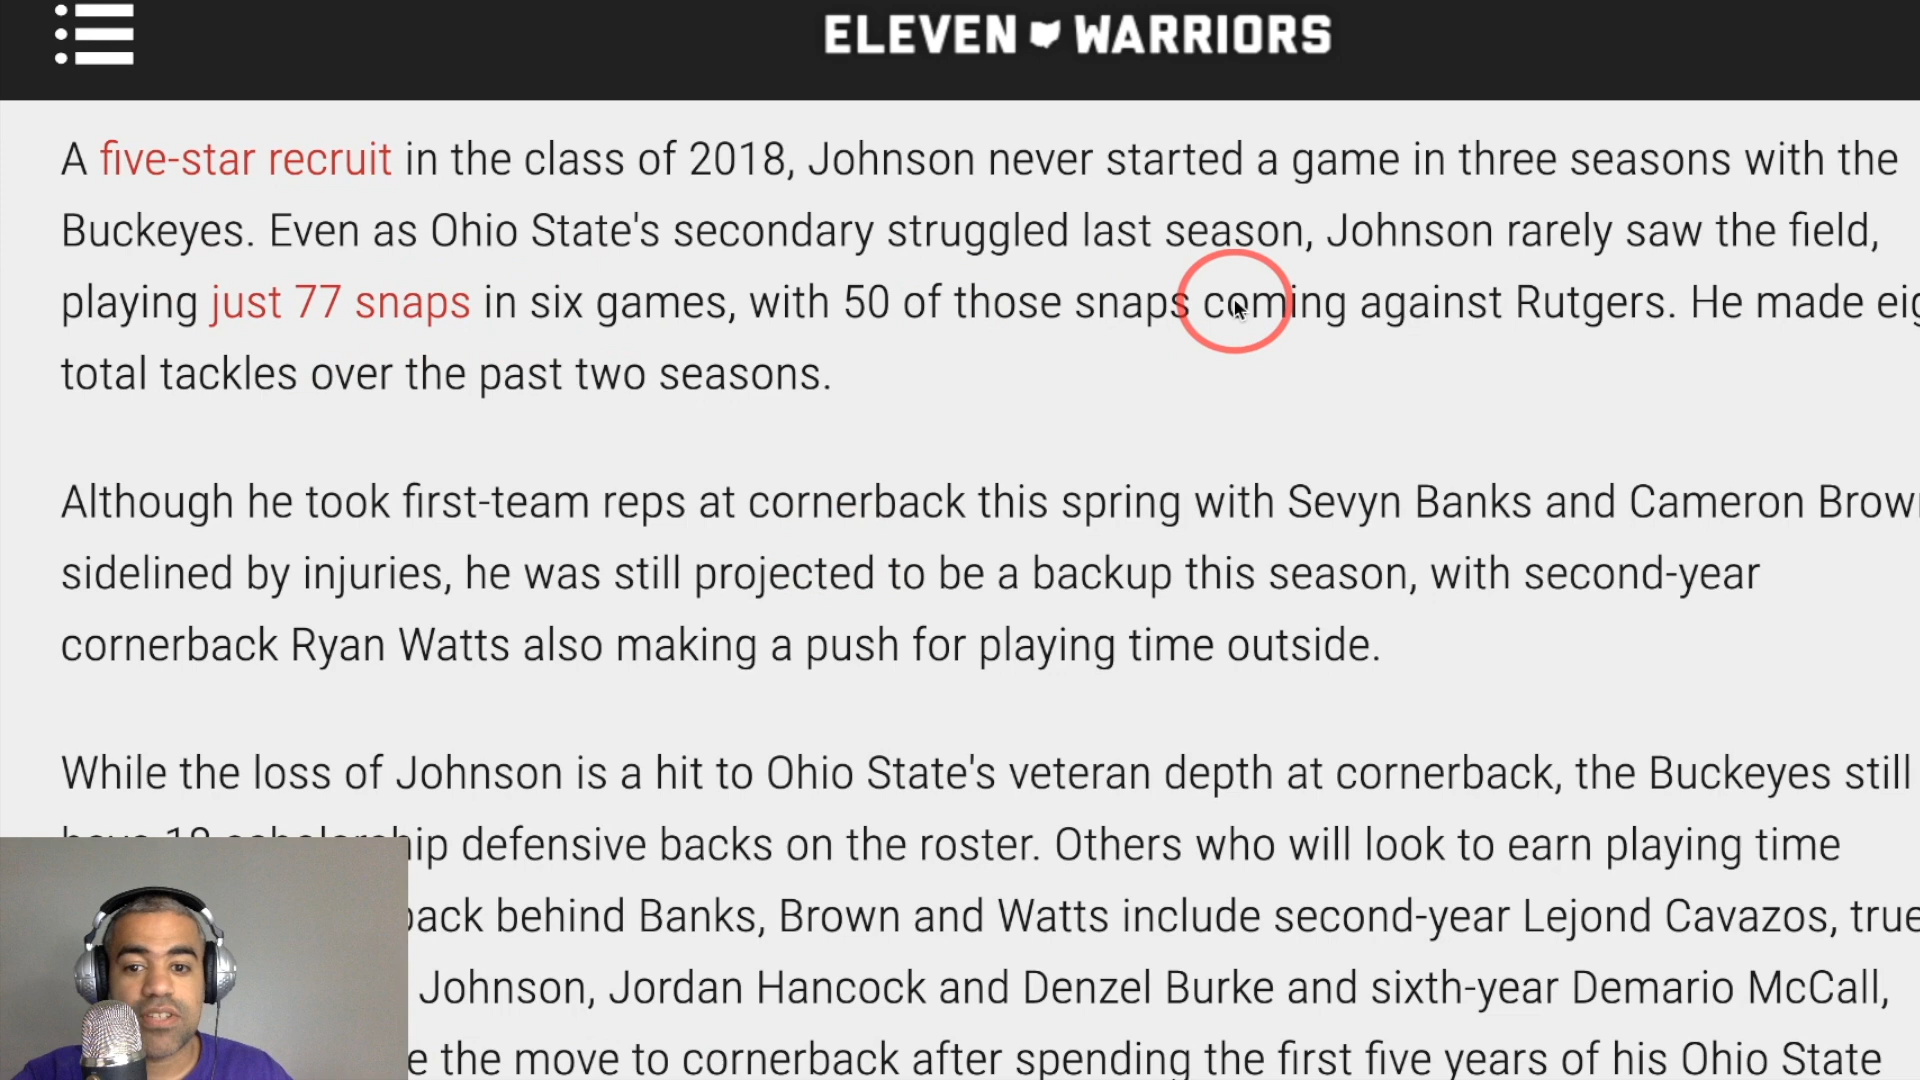 ELEVEN WARRIORS
A five-star recruit in the class of 2018, Johnson never started a game in three seasons with the
Buckeyes. Even as Ohio State's secondary struggled last season, Johnson rarely saw the field,
playing just 77 snaps in six games, with 50 of those snaps coming against Rutgers. He made
total tackles over the past two seasons.
Although he took first-team reps at cornerback this spring with Sevyn Banks and Cameron Brown
sidelined by injuries, he was still projected to be a backup this season, with second-year
cornerback Ryan Watts also making a push for playing time outside.
While the loss of Johnson is a hit to Ohio State's veteran depth at cornerback, the Buckeyes still
defensive backs on the roster. Others who will look to earn playing time
behind Banks, Brown and Watts include second-year Lejond Cavazos, true
Johnson, Jordan Hancock and Denzel Burke and sixth-year Demario McCall,
the move to cornerback after spending the first five years of his Ohio State